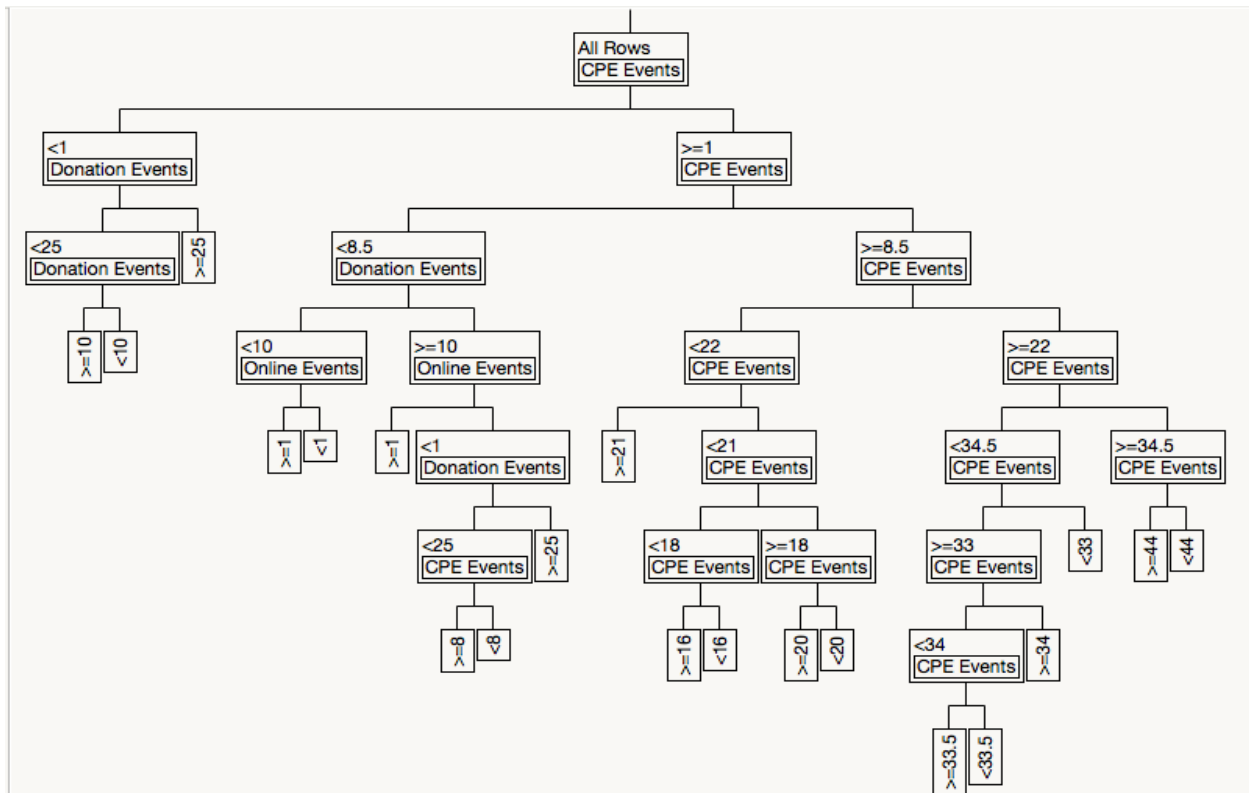 All Rows
CPE Events
<1
Donation Events
>=1
CPE Events
<25
Donation Events
>=25
<8.5
Donation Events
>=8.5
CPE Events
>=10
<10
<10
Online Events
>=10
Online Events
<22
CPE Events
>=22
CPE Events
>=1
<1
>=1
<1
Donation Events
>=21
<21
CPE Events
<34.5
CPE Events
>=34.5
CPE Events
<25
CPE Events
>=25
<18
CPE Events
>=18
CPE Events
>=33
CPE Events
<33
>=44
<44
>=8
<8
>=16
<16
>=20
<20
<34
CPE Events
>=34
>=33.5
<33.5